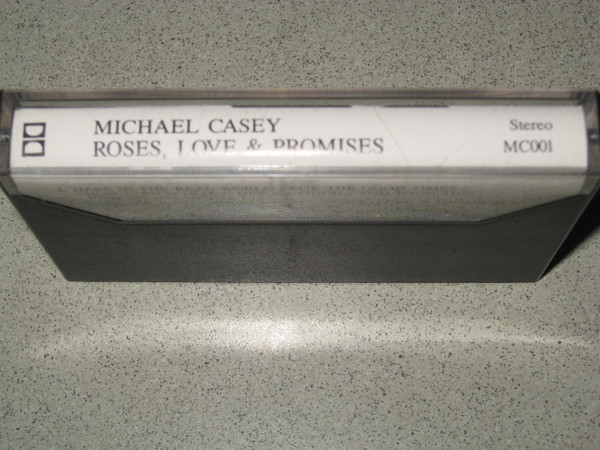 MICHAEL CASEY
ROSES, LOVE & PROMISES
Stereo
MC001